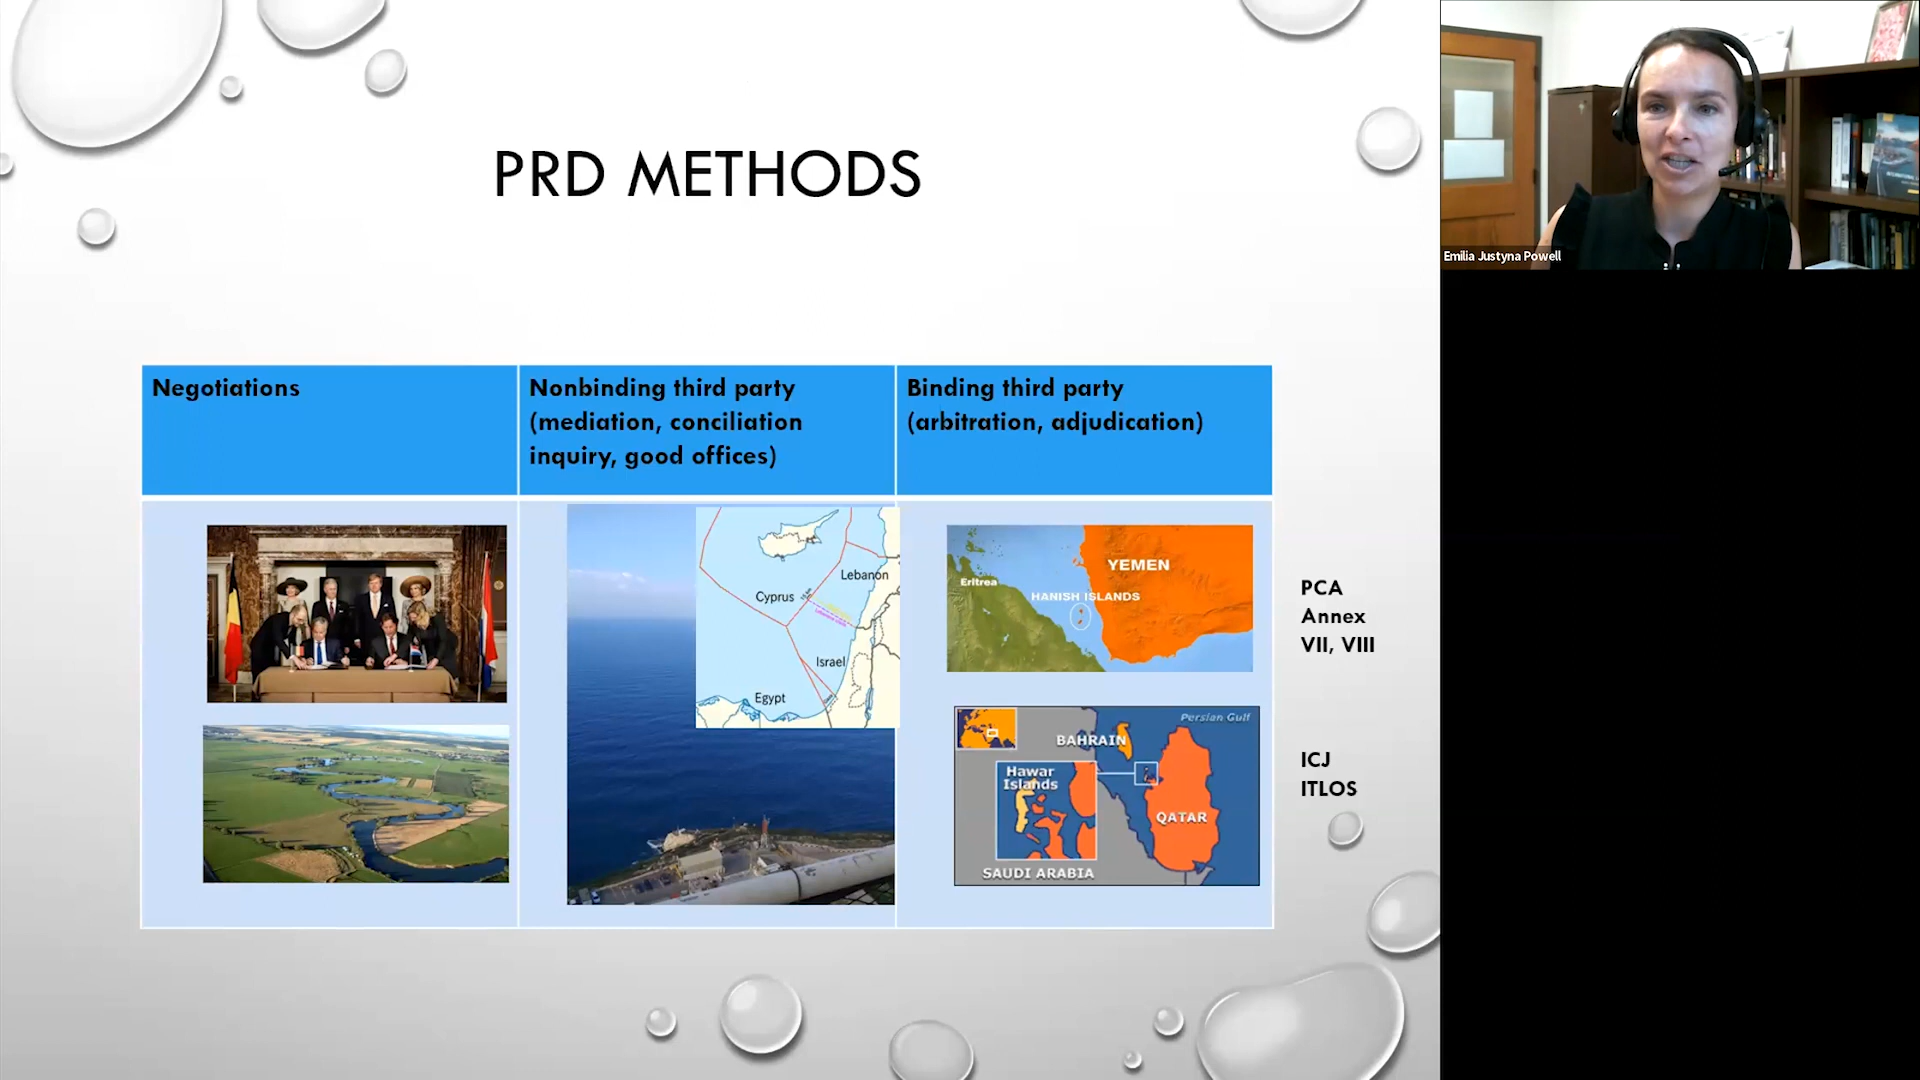 PRD METHODS
Negotiations
Nonbinding third party
(mediation, conciliation
inquiry, good offices)
Binding third party
(arbitration, adjudication)
Cyprus
Lebanon
Israel
Egypt
YEMEN
Eritrea
HANISH ISLANDS
Persian Gulf
BAHRAIN
Hawar
Islands
QATAR
SAUDI ARABIA
PCA
Annex
VII, VIII
ICJ
ITLOS
Emilia Justyna Powell